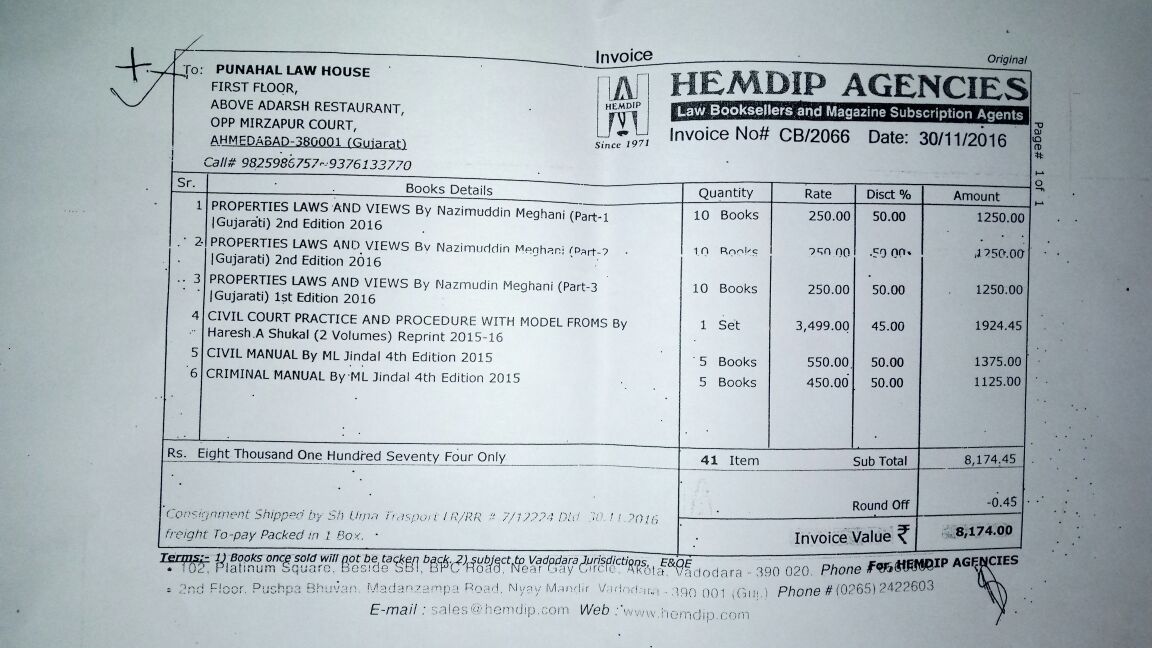 Invoice
Original
To: PUNAHAL LAW HOUSE
FIRST FLOOR,
ABOVE ADARSH RESTAURANT,
OPP MIRZAPUR COURT,
AHMEDABAD-380001 (Gujarat)
Call# 9825986757~9376133770
HEMDIP
Since 1971
HEMDIP AGENCIES
Law Booksellers and Magazine Subscription Agents
Invoice No# CB/2066 Date: 30/11/2016
Page# 1 of 1
Sr. Books Details Quantity Rate Disct % Amount
1 PROPERTIES LAWS AND VIEWS By Nazimuddin Meghani (Part-1 10 Books 250.00 50.00 1250.00
|Gujarati) 2nd Edition 2016
2 PROPERTIES LAWS AND VIEWS By Nazimuddin Meghani (Part-2 10 Books 250.00 50.00 1250.00
|Gujarati) 2nd Edition 2016
3 PROPERTIES LAWS AND VIEWS By Nazmudin Meghani (Part-3 10 Books 250.00 50.00 1250.00
|Gujarati) 1st Edition 2016
4 CIVIL COURT PRACTICE AND PROCEDURE WITH MODEL FROMS By 1 Set 3,499.00 45.00 1924.45
Haresh A Shukal (2 Volumes) Reprint 2015-16
5 CIVIL MANUAL By ML Jindal 4th Edition 2015 5 Books 550.00 50.00 1375.00
6 CRIMINAL MANUAL By ML Jindal 4th Edition 2015 5 Books 450.00 50.00 1125.00
Rs. Eight Thousand One Hundred Seventy Four Only 41 Item Sub Total 8,174.45
Round Off -0.45
Consignment Shipped by Sh Uma Trasport LR/RR # 7/12224 Dtd 30.11.2016
freight To-pay Packed in 1 Box.
Invoice Value ₹ 8,174.00
Terms:- 1) Books once sold will not be tacken back, 2) subject to Vadodara Jurisdictions, E&OE
For, HEMDIP AGENCIES
• 102, Platinum Square, Beside SBI, BPC Road, Near Gay Circle, Akota, Vadodara - 390 020. Phone #
• 2nd Floor, Pushpa Bhuvan, Madanzampa Road, Nyay Mandir Vadodara - 390 001 (Guj.) Phone # (0265) 2422603
E-mail : sales@hemdip.com Web : www.hemdip.com